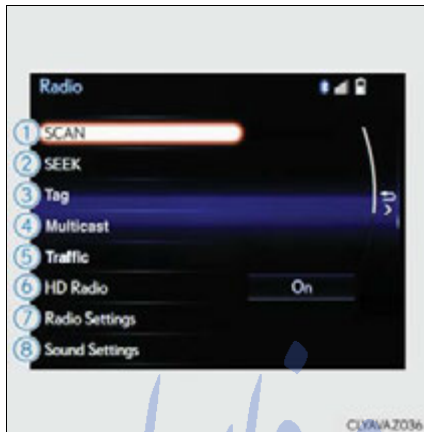 Radio
1 SCAN
2 SEEK
3 Tag
4 Multicast
5 Traffic
6 HD Radio On
7 Radio Settings
8 Sound Settings
CLYAVAZ036